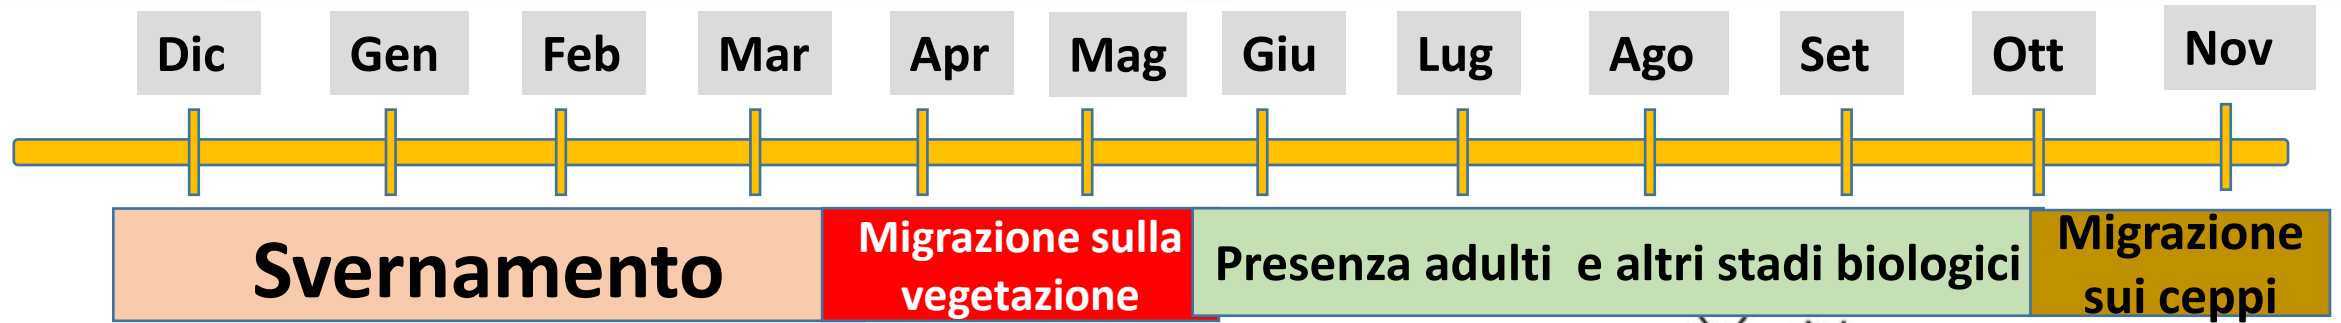 Dic Gen Feb Mar Apr Mag Giu Lug Ago Set Ott Nov
Svernamento
Migrazione sulla
vegetazione
Presenza adulti e altri stadi biologici
Migrazione
sui ceppi